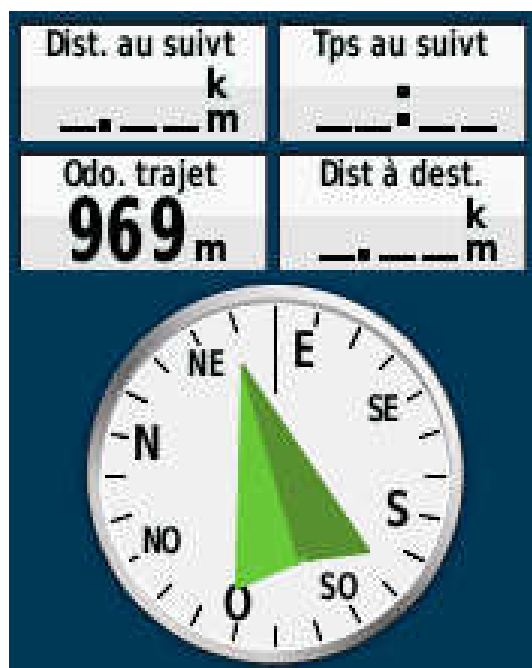 Dist. au suivt
_._ _ k m
Tps au suivt
_ _:_ _
Odo. trajet
969 m
Dist à dest.
_._ _ k m
NE
E
SE
N
S
NO
SO
O